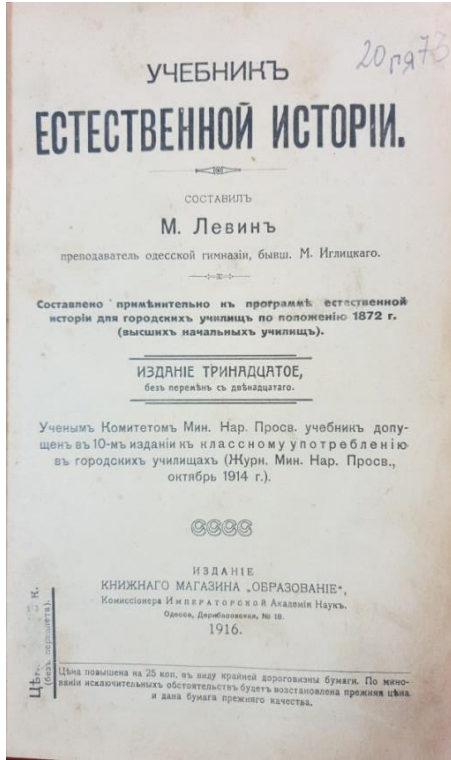 20 гя73
УЧЕБНИКЪ
ЕСТЕСТВЕННОЙ ИСТОРІИ.
СОСТАВИЛЪ
М. Левинъ
преподаватель одесской гимназіи, бывш. М. Иглицкаго.
Составлено примѣнительно къ программѣ естественной
исторіи для городскихъ училищъ по положенію 1872 г.
(высшихъ начальныхъ училищъ).
ИЗДАНІЕ ТРИНАДЦАТОЕ,
безъ перемѣнъ съ двѣнадцатаго.
Ученымъ Комитетомъ Мин. Нар. Просв. учебникъ допу-
щенъ въ 10-мъ изданіи къ классному употребленію
въ городскихъ училищахъ (Журн. Мин. Нар. Просв.,
октябрь 1914 г.).
ИЗДАНІЕ
КНИЖНАГО МАГАЗИНА „ОБРАЗОВАНІЕ",
Комиссіонера ИМПЕРАТОРСКОЙ Академіи Наукъ.
Одесса, Дерибасовская, № 18.
1916.
к.
(безъ переплета).
Цѣна повышена на 25 коп. въ виду крайней дороговизны бумаги. По мино-
ваніи исключительныхъ обстоятельствъ будетъ возстановлена прежняя цѣна
и дана бумага прежняго качества.